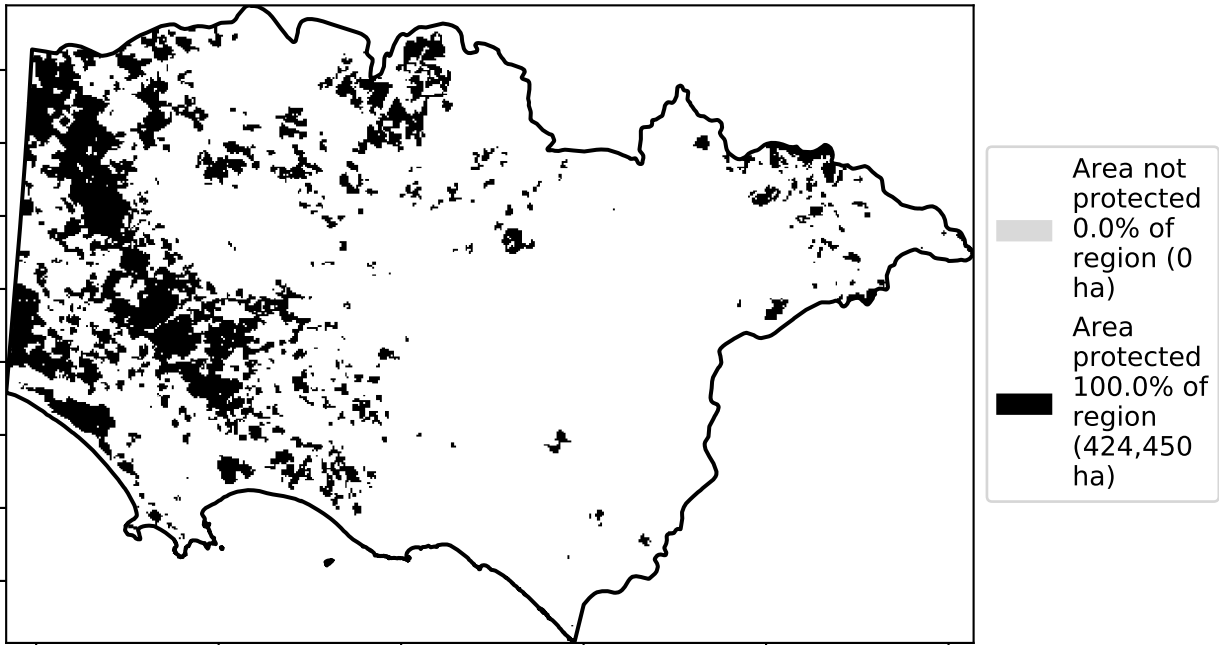 Area not
protected
0.0% of
region (0
ha)
Area
protected
100.0% of
region
(424,450
ha)